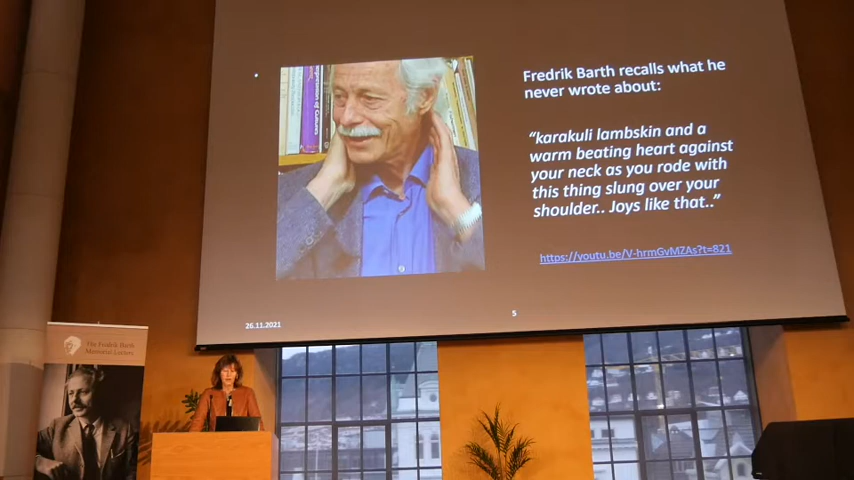 Fredrik Barth recalls what he
never wrote about:
“karakuli lambskin and a
warm beating heart against
your neck as you rode with
this thing slung over your
shoulder.. Joys like that..”
https://youtu.be/V-hrmGvMZAs?t=821
26.11.2021
5
The Fredrik Barth
Memorial Lecture